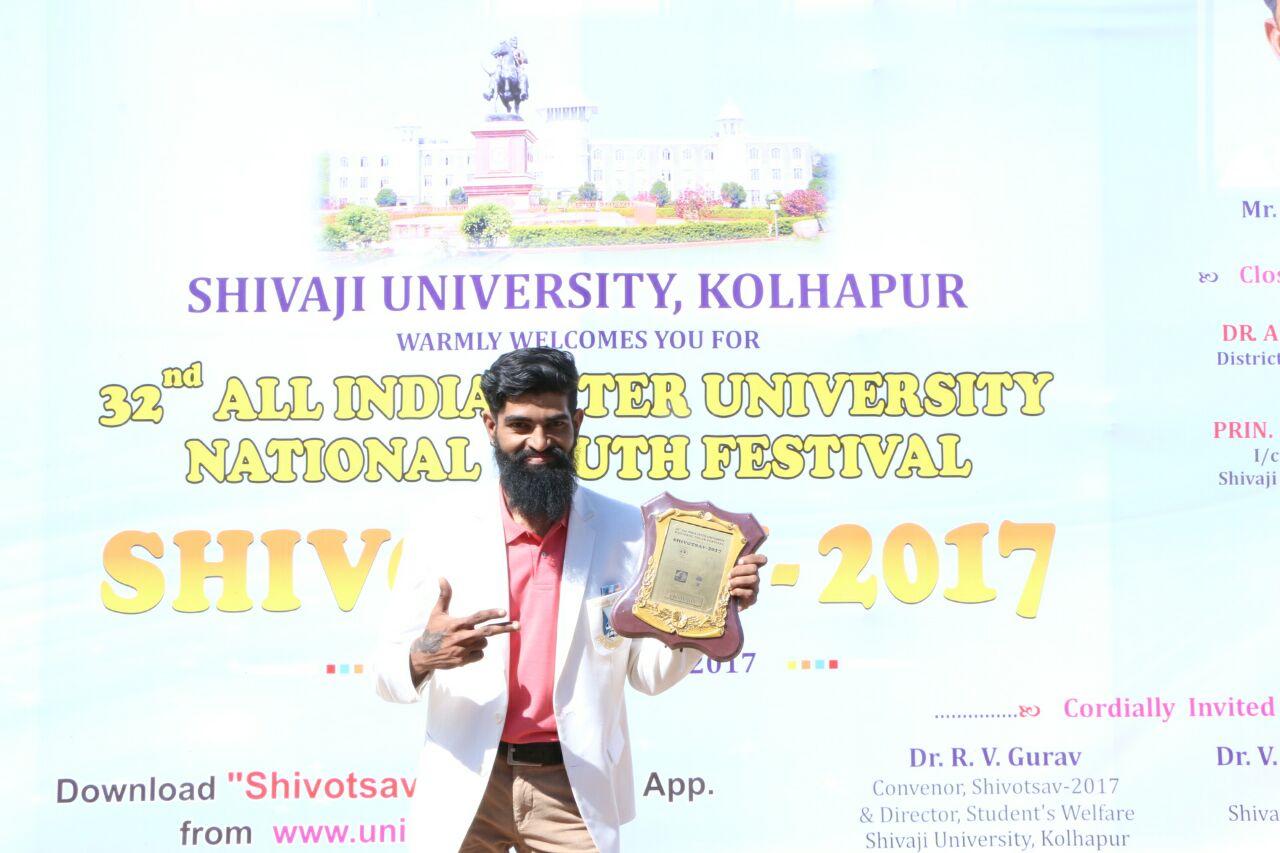 SHIVAJI UNIVERSITY, KOLHAPUR
WARMLY WELCOMES YOU FOR
32nd ALL INDIA TER UNIVERSITY
NATIONAL UTH FESTIVAL
SHIV - 2017
2017
Download "Shivotsav App.
from www.uni
SHIVOTSAV-2017
Mr.
Clos
DR. A
District
PRIN.
I/c
Shivaji
Cordially Invited
Dr. R. V. Gurav
Convenor, Shivotsav-2017
& Director, Student's Welfare
Shivaji University, Kolhapur
Dr. V.
Shiva